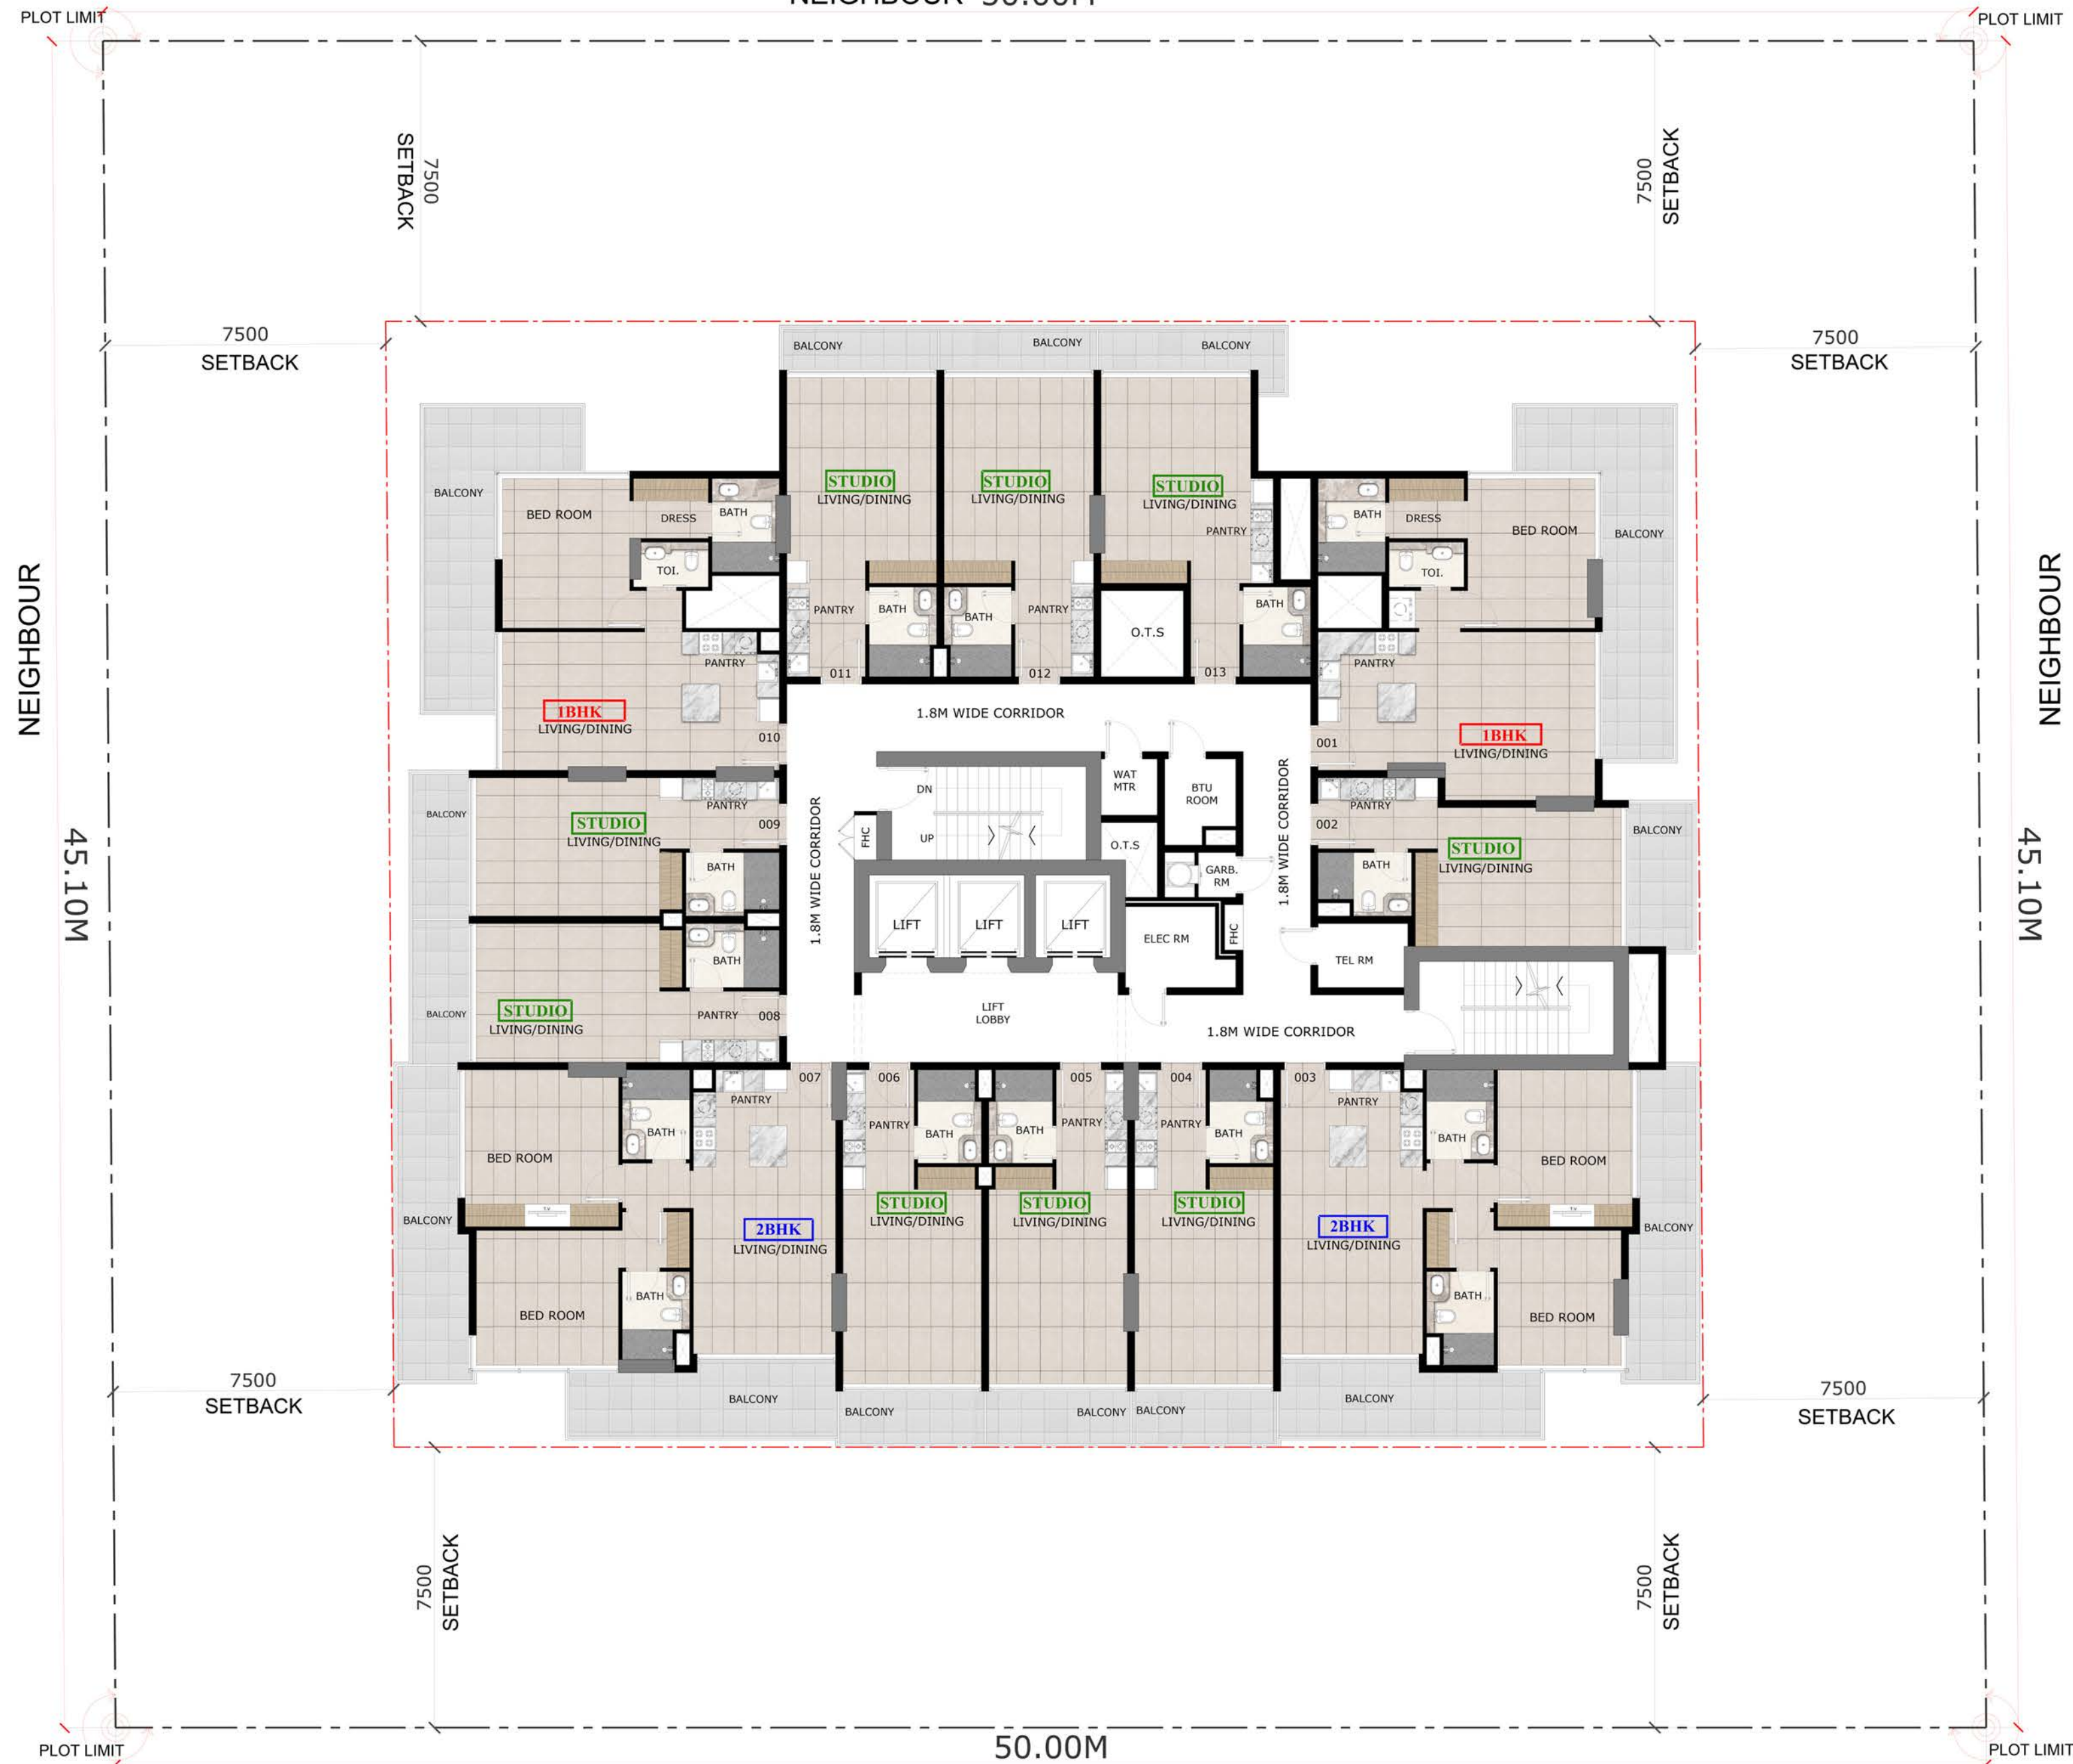 NEIGHBOUR 50.00M
PLOT LIMIT
PLOT LIMIT
7500
SETBACK
7500
SETBACK
7500
SETBACK
7500
SETBACK
BALCONY
BALCONY
BALCONY
BALCONY
BED ROOM
DRESS
BATH
TOI.
STUDIO
LIVING/DINING
STUDIO
LIVING/DINING
STUDIO
LIVING/DINING
PANTRY
BATH
DRESS
BED ROOM
BALCONY
TOI.
PANTRY
BATH
BATH
PANTRY
O.T.S
BATH
011
012
013
NEIGHBOUR
NEIGHBOUR
PANTRY
1BHK
LIVING/DINING
010
1.8M WIDE CORRIDOR
PANTRY
001
1BHK
LIVING/DINING
BALCONY
STUDIO
LIVING/DINING
PANTRY
009
BATH
1.8M WIDE CORRIDOR
FHC
DN
UP
WAT
MTR
BTU
ROOM
O.T.S
GARB.
RM
1.8M WIDE CORRIDOR
PANTRY
002
BATH
STUDIO
LIVING/DINING
BALCONY
45.10M
45.10M
LIFT
LIFT
LIFT
ELEC RM
FHC
TEL RM
BALCONY
STUDIO
LIVING/DINING
BATH
PANTRY
008
LIFT
LOBBY
1.8M WIDE CORRIDOR
007
006
005
004
003
PANTRY
BATH
BED ROOM
BALCONY
2BHK
LIVING/DINING
BED ROOM
BATH
BALCONY
PANTRY
BATH
STUDIO
LIVING/DINING
BALCONY
BATH
PANTRY
STUDIO
LIVING/DINING
BALCONY
PANTRY
BATH
STUDIO
LIVING/DINING
BALCONY
PANTRY
2BHK
LIVING/DINING
BATH
BED ROOM
BALCONY
BATH
BED ROOM
BALCONY
7500
SETBACK
7500
SETBACK
7500
SETBACK
7500
SETBACK
50.00M
PLOT LIMIT
PLOT LIMIT